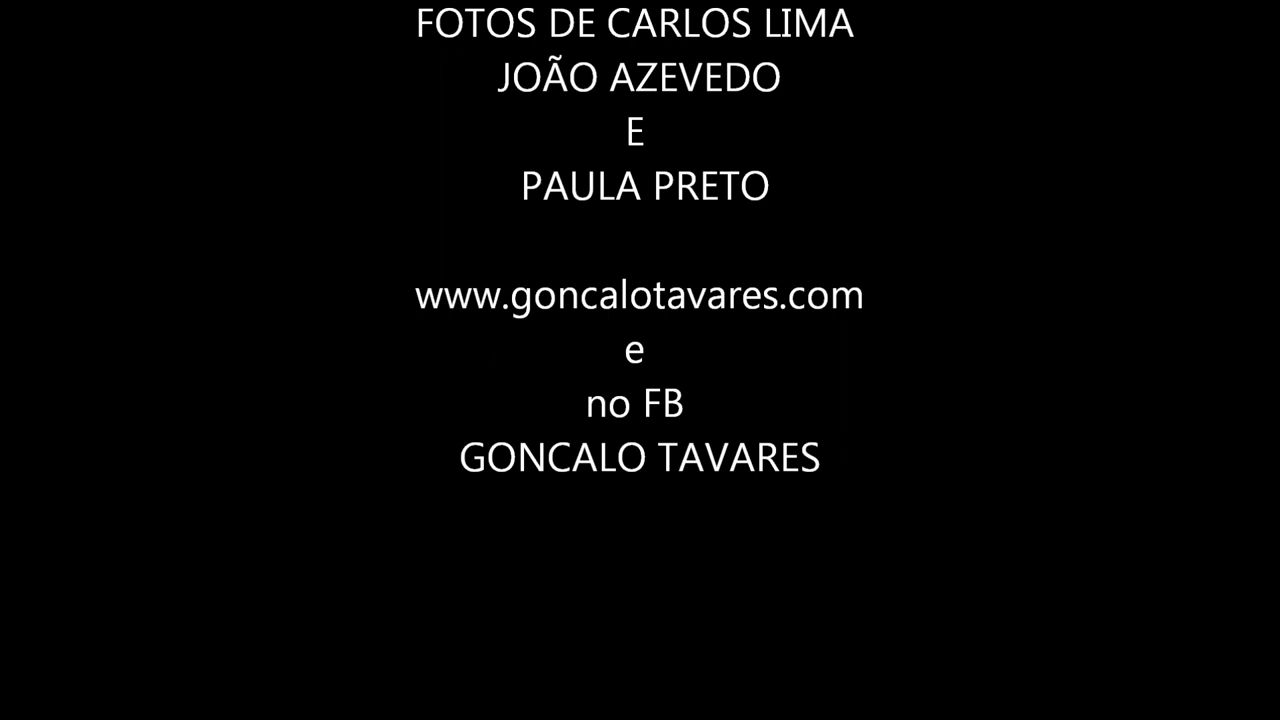 FOTOS DE CARLOS LIMA
JOÃO AZEVEDO
E
PAULA PRETO
www.goncalotavares.com
e
no FB
GONCALO TAVARES